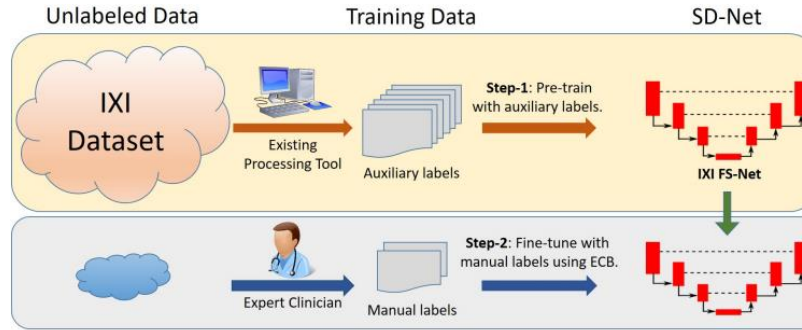 Unlabeled Data
Training Data
SD-Net
IXI
Dataset
Existing
Processing Tool
Auxiliary labels
Step-1: Pre-train
with auxiliary labels.
IXI FS-Net
Expert Clinician
Manual labels
Step-2: Fine-tune with
manual labels using ECB.